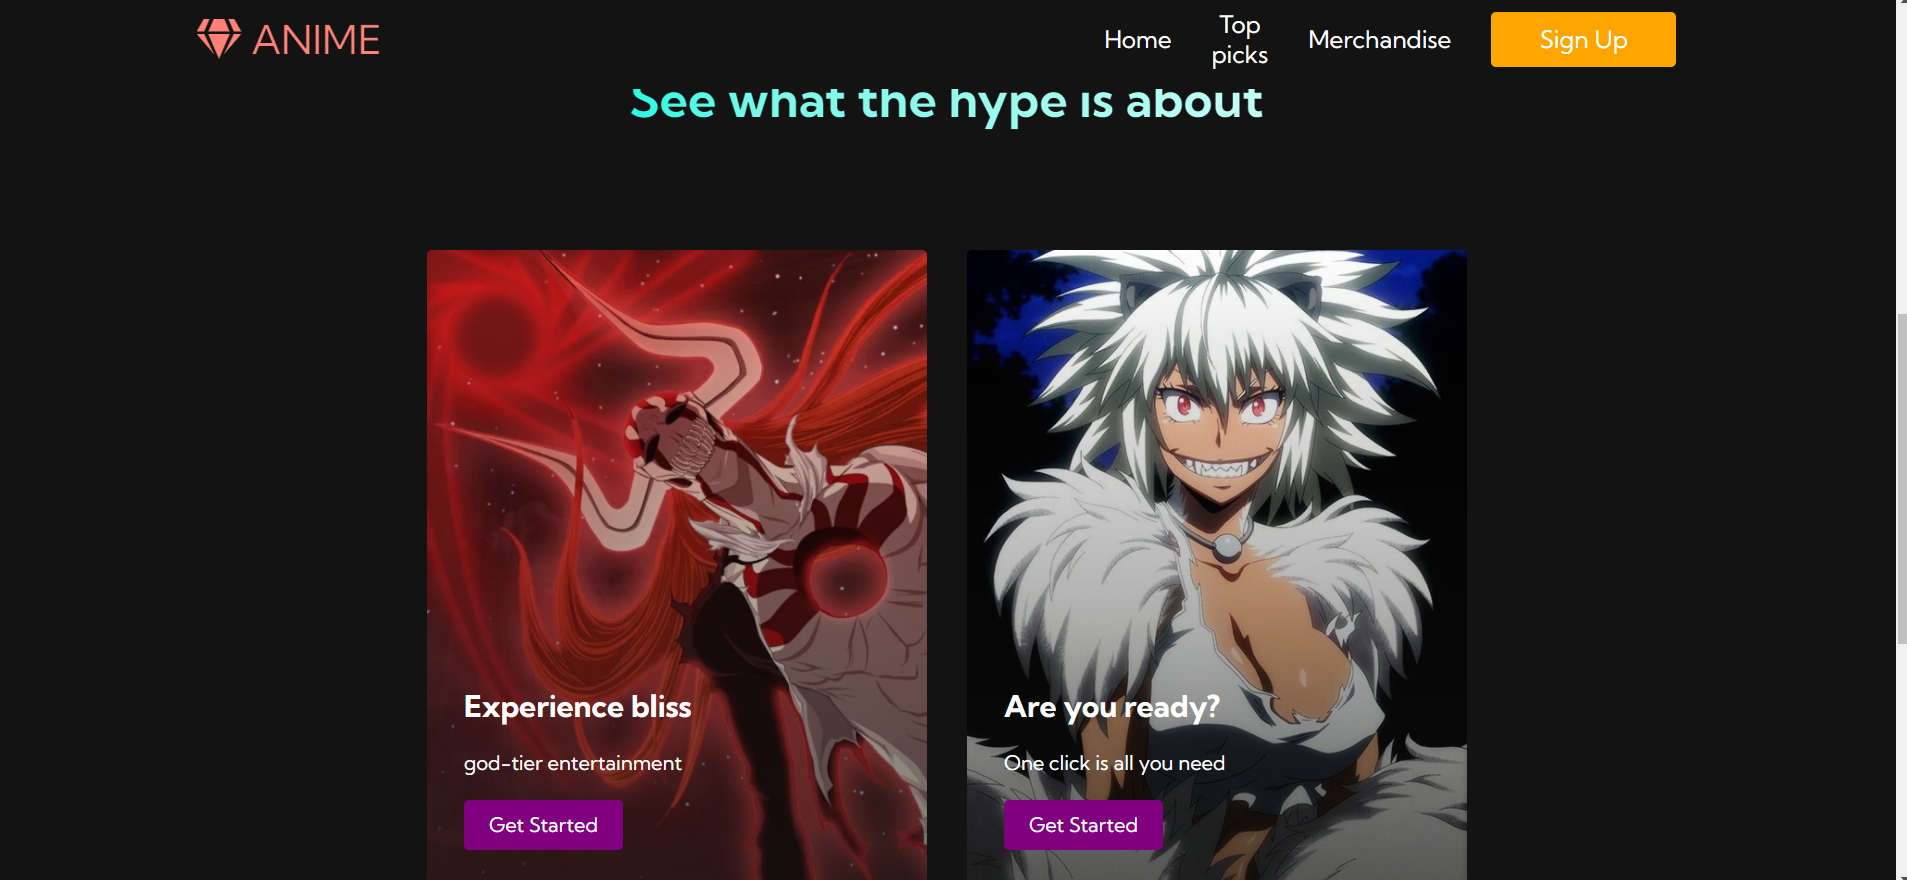 ANIME
Home
Top
picks
Merchandise
Sign Up
See what the hype is about
Experience bliss
god-tier entertainment
Get Started
Are you ready?
One click is all you need
Get Started